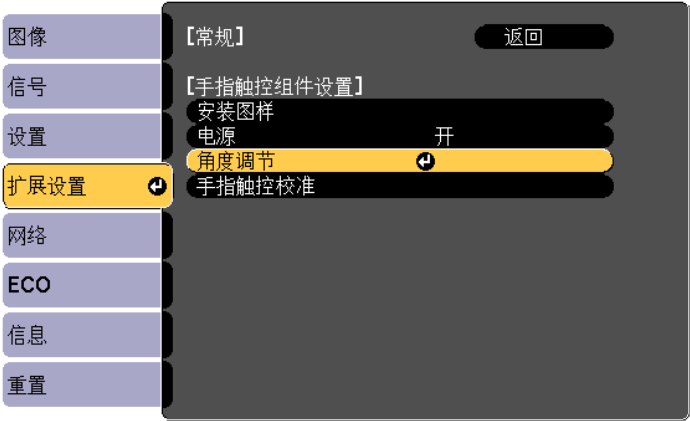 图像
信号
设置
扩展设置
网络
ECO
信息
重置
[常规]
返回
[手指触控组件设置]
安装图样
电源 开
角度调节
手指触控校准